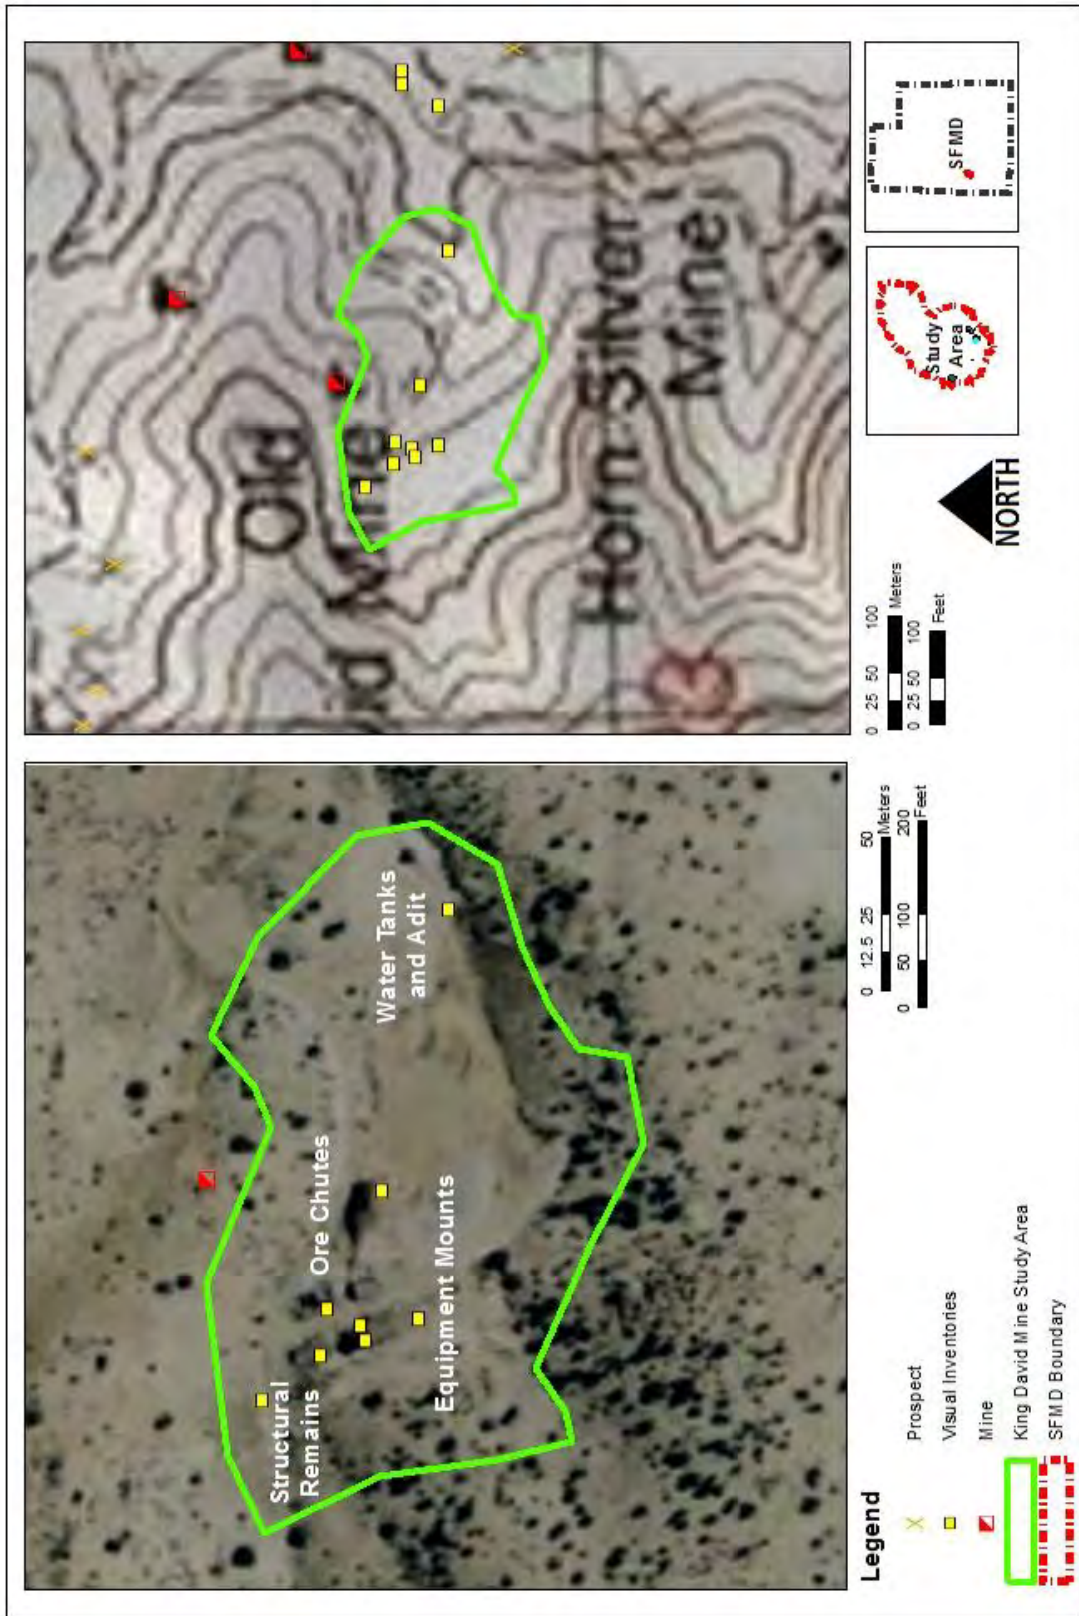 Structural
Remains
Ore Chutes
Equipment Mounts
Water Tanks
and Adit
Old
Mine
Horn Silver
Mine
3
Legend
Prospect
Visual Inventories
Mine
King David Mine Study Area
SFMD Boundary
0 12.5 25 50
Meters
0 50 100 200
Feet
0 25 50 100
Meters
0 25 50 100
Feet
NORTH
Study
Area
SFMD